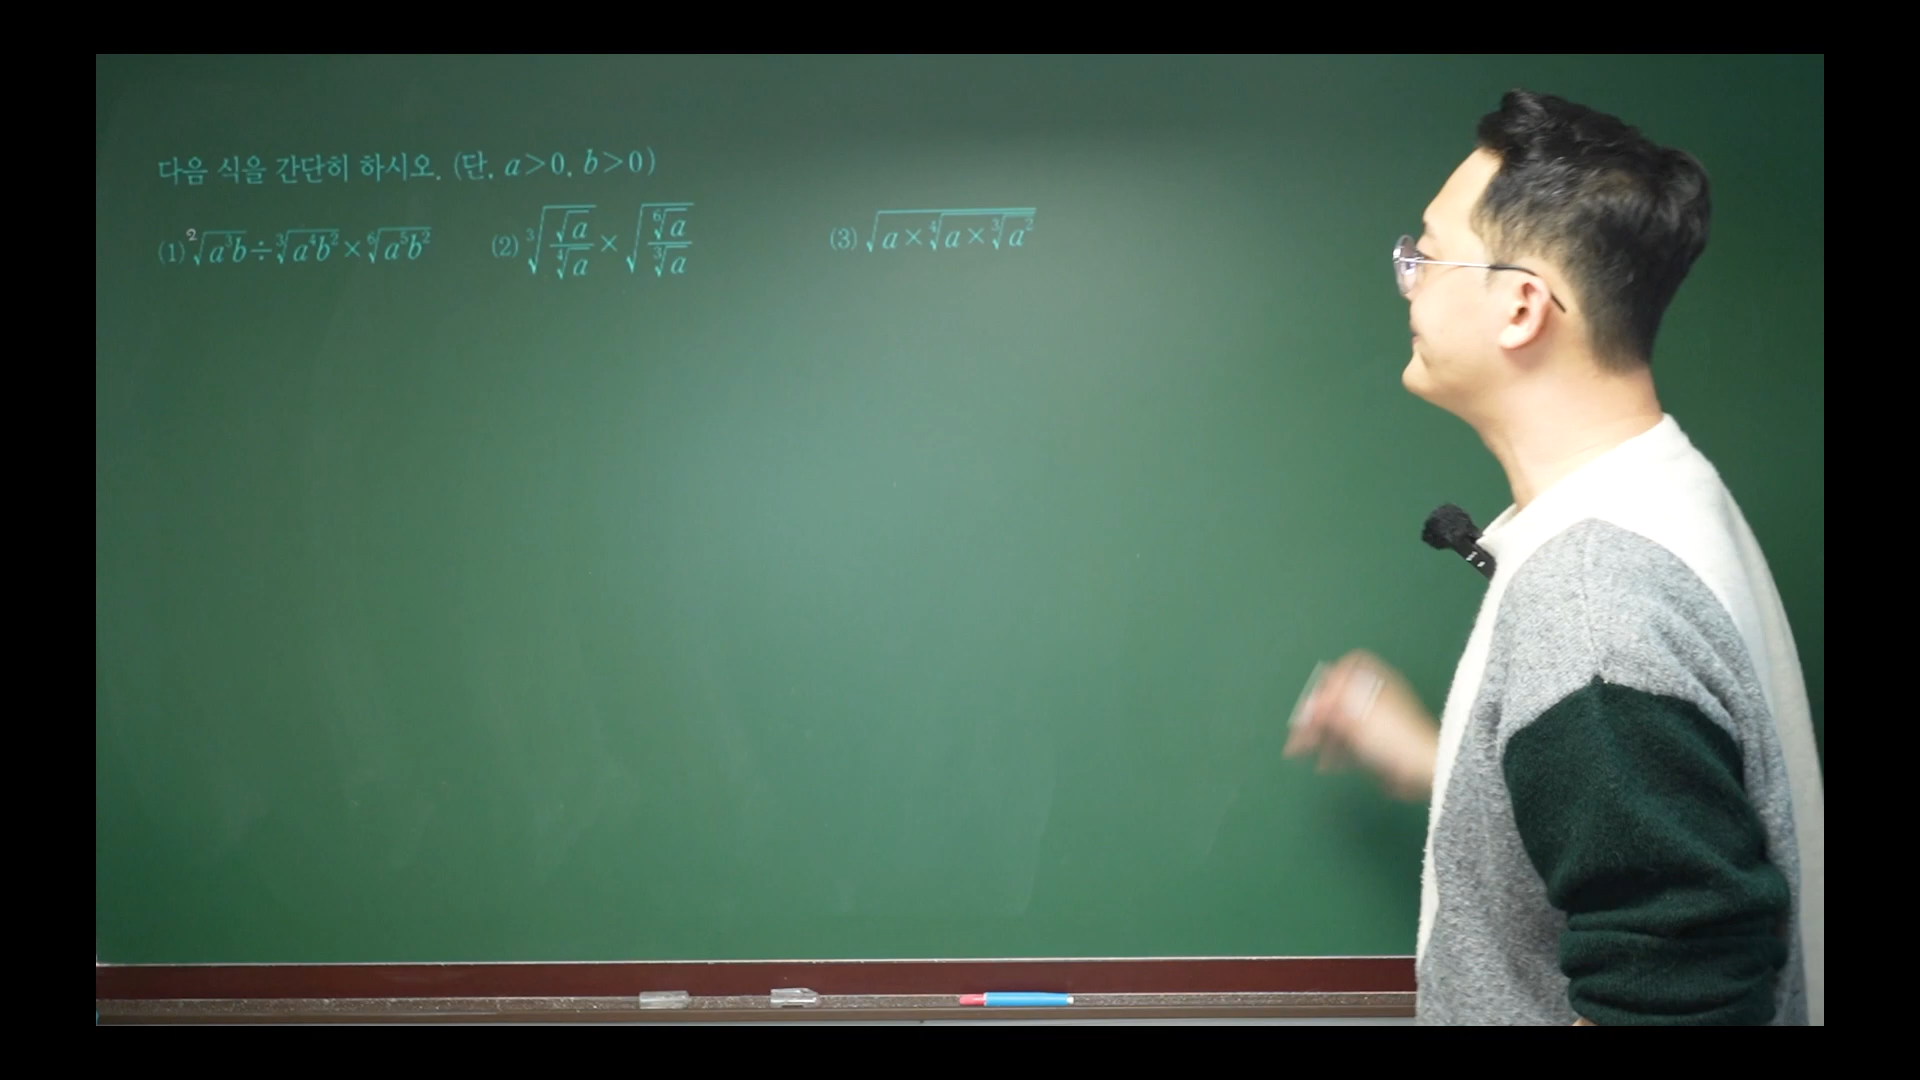 다음 식을 간단히 하시오. (단, a>0, b>0)
(1) ²√(a³b)÷³√(a⁴b²)×⁶√(a⁵b²) (2) ³√(√a/⁴√a)×√(⁶√a/³√a) (3) √(a×⁴√(a×³√(a²)))